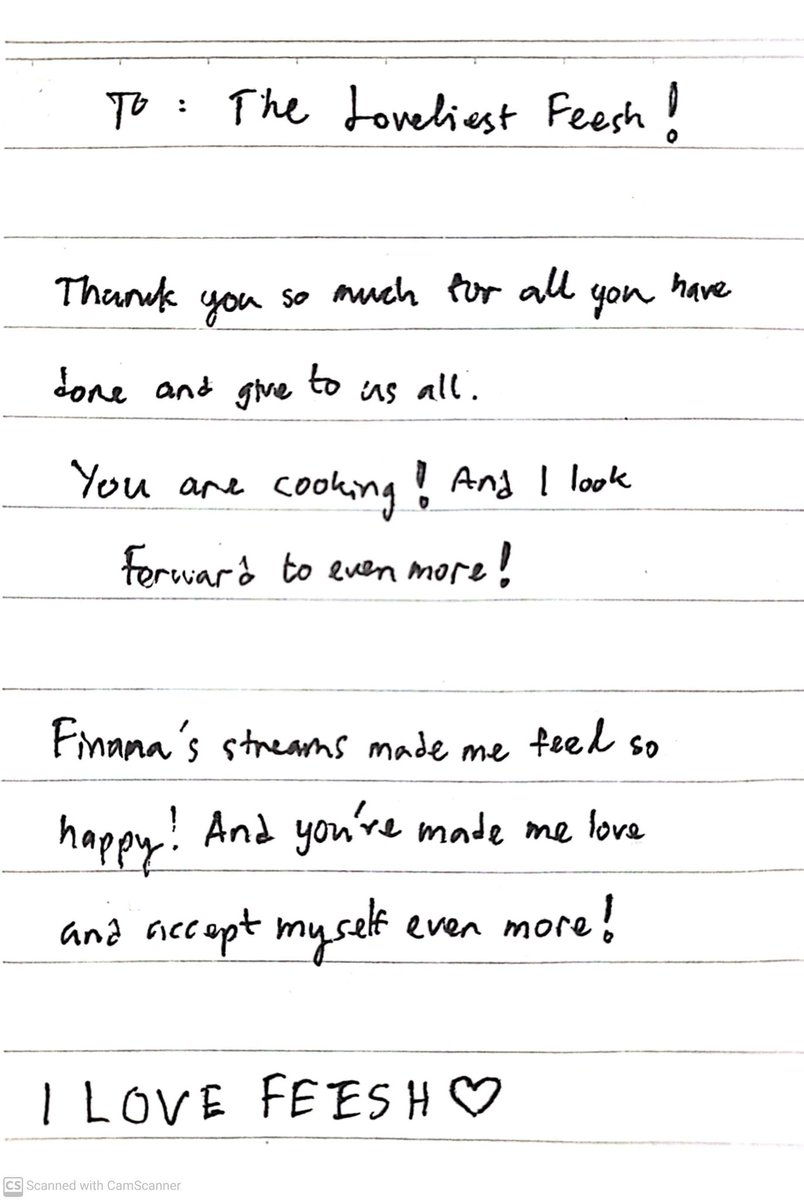 To : The Loveliest Feesh!
Thank you so much for all you have
done and give to us all.
You are cooking! And I look
Forward to even more!
Finana's streams made me feel so
happy! And you're made me love
and accept myself even more!
I LOVE FEESH♡
CS Scanned with CamScanner